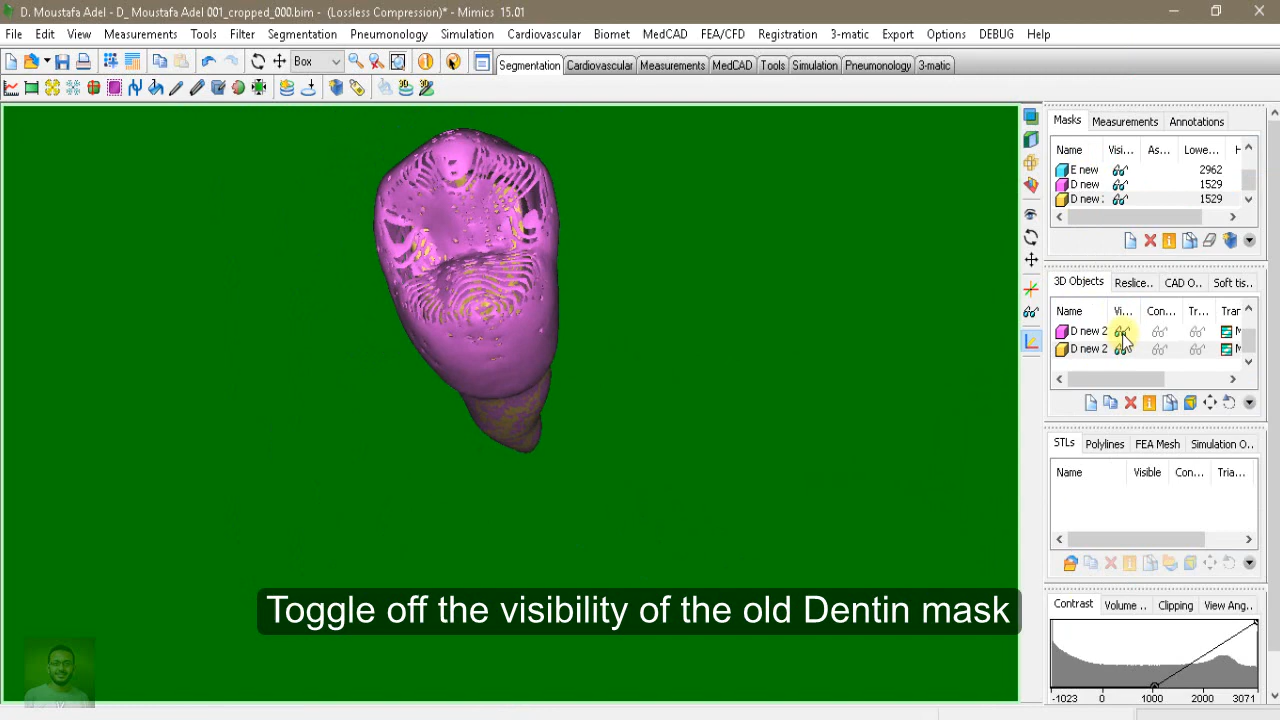 D. Moustafa Adel - D_ Moustafa Adel 001_cropped_000.bim - (Lossless Compression)* - Mimics 15.01
File Edit View Measurements Tools Filter Segmentation Pneumonology Simulation Cardiovascular Biomet MedCAD FEA/CFD Registration 3-matic Export Options DEBUG Help
Box
Segmentation Cardiovascular Measurements MedCAD Tools Simulation Pneumonology 3-matic
Masks Measurements Annotations
Name Visi... As... Lowe... H
E new 2962
D new 1529
D new 1529
3D Objects Reslice.. CAD O.. Soft tis..
Name Vi... Con... Tr... Trar
D new 2 M
D new 2 M
STLs Polylines FEA Mesh Simulation O..
Name Visible Con... Tria...
Toggle off the visibility of the old Dentin mask
Contrast Volume .. Clipping View Ang..
-1023 0 1000 2000 3071